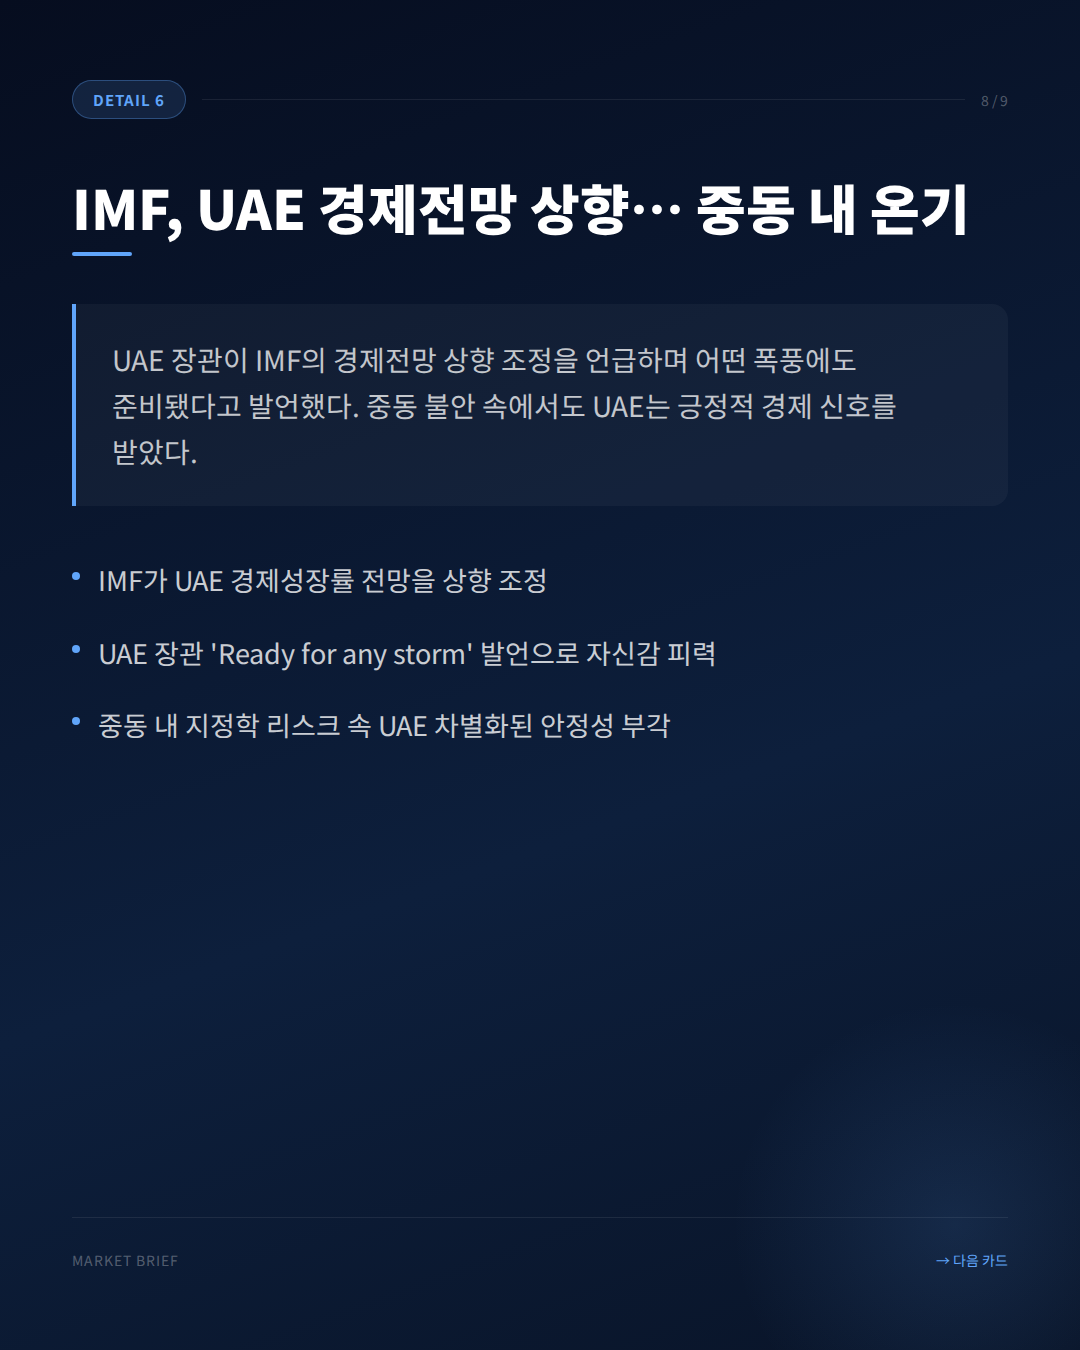 DETAIL 6
8 / 9
IMF, UAE 경제전망 상향… 중동 내 온기
UAE 장관이 IMF의 경제전망 상향 조정을 언급하며 어떤 폭풍에도
준비됐다고 발언했다. 중동 불안 속에서도 UAE는 긍정적 경제 신호를
받았다.
• IMF가 UAE 경제성장률 전망을 상향 조정
• UAE 장관 'Ready for any storm' 발언으로 자신감 피력
• 중동 내 지정학 리스크 속 UAE 차별화된 안정성 부각
MARKET BRIEF
→ 다음 카드